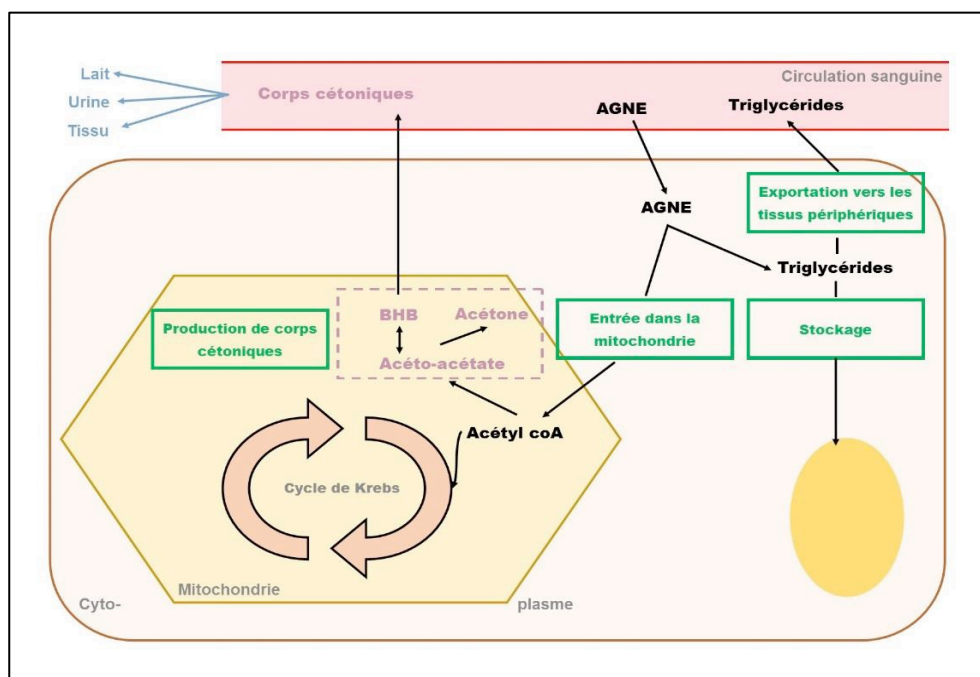 Circulation sanguine
Lait
Urine
Tissu
Corps cétoniques
AGNE
Triglycérides
Exportation vers les
tissus périphériques
AGNE
Triglycérides
Production de corps
cétoniques
BHB
Acétone
Acéto-acétate
Entrée dans la
mitochondrie
Stockage
Acétyl coA
Cycle de Krebs
Mitochondrie
Cyto-
plasme